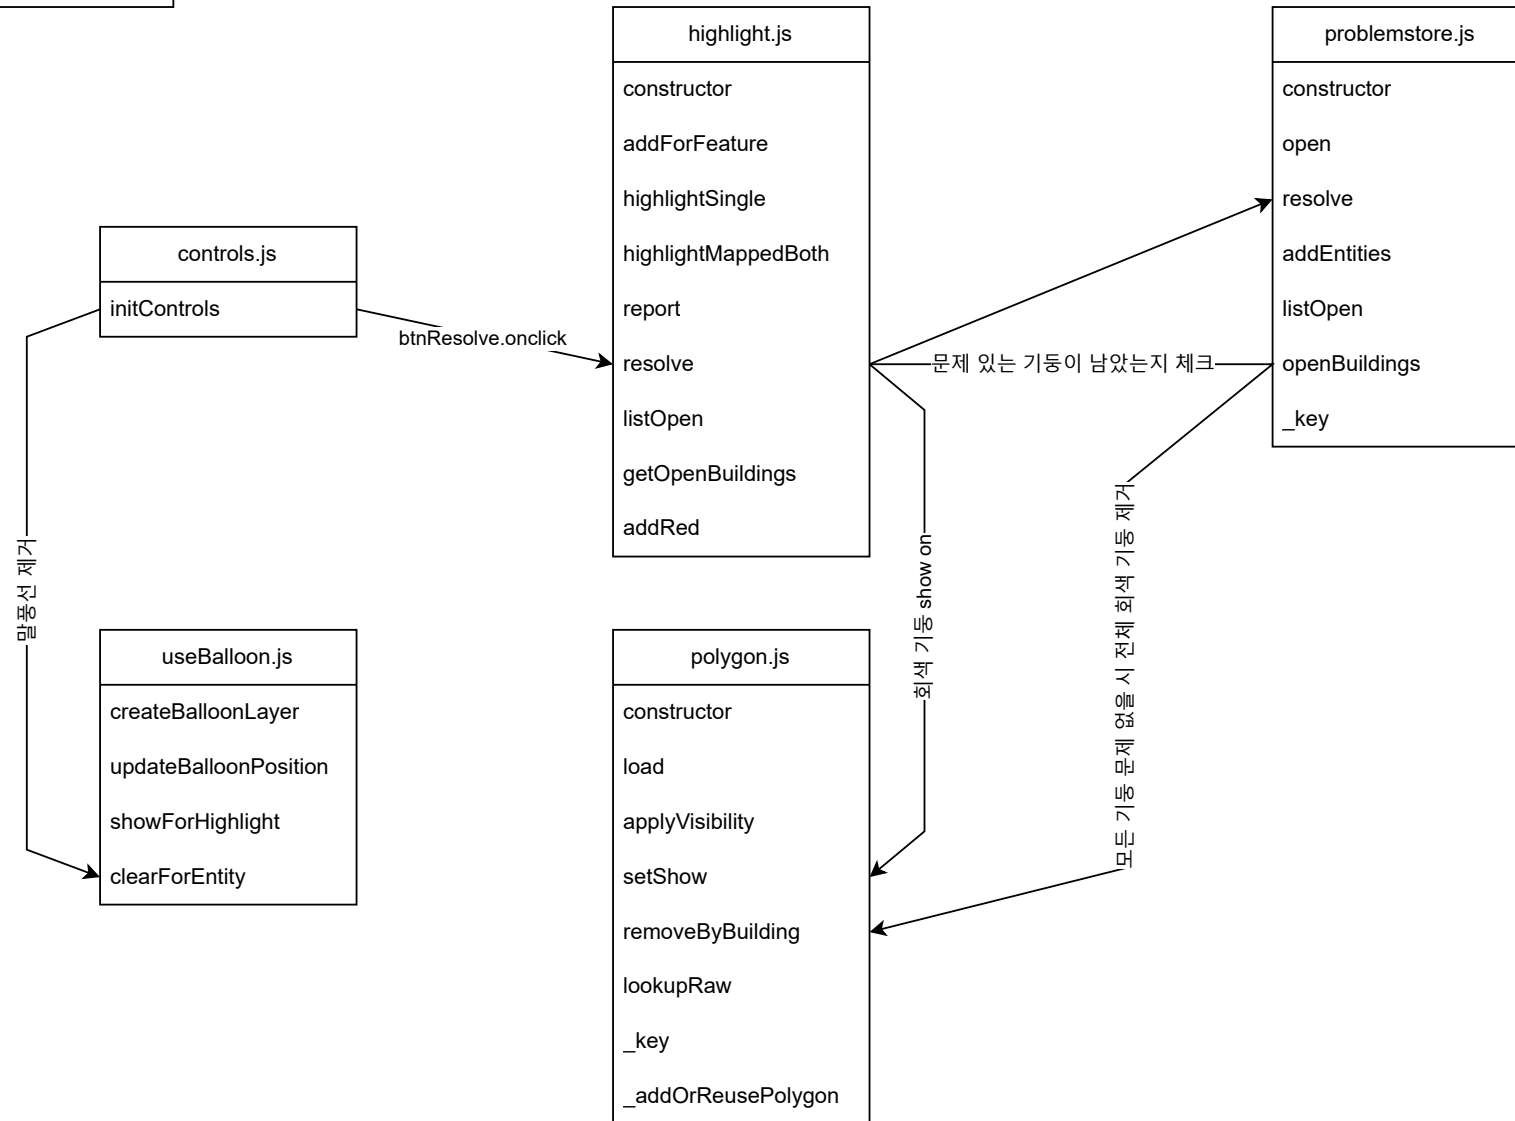 highlight.js
constructor
addForFeature
highlightSingle
highlightMappedBoth
report
resolve
listOpen
getOpenBuildings
addRed
problemstore.js
constructor
open
resolve
addEntities
listOpen
openBuildings
_key
controls.js
initControls
btnResolve.onclick
문제 있는 기둥이 남았는지 체크
회색 기둥 show on
모든 기둥 문제 없을 시 전체 회색 기둥 제거
말풍선 제거
useBalloon.js
createBalloonLayer
updateBalloonPosition
showForHighlight
clearForEntity
polygon.js
constructor
load
applyVisibility
setShow
removeByBuilding
lookupRaw
_key
_addOrReusePolygon